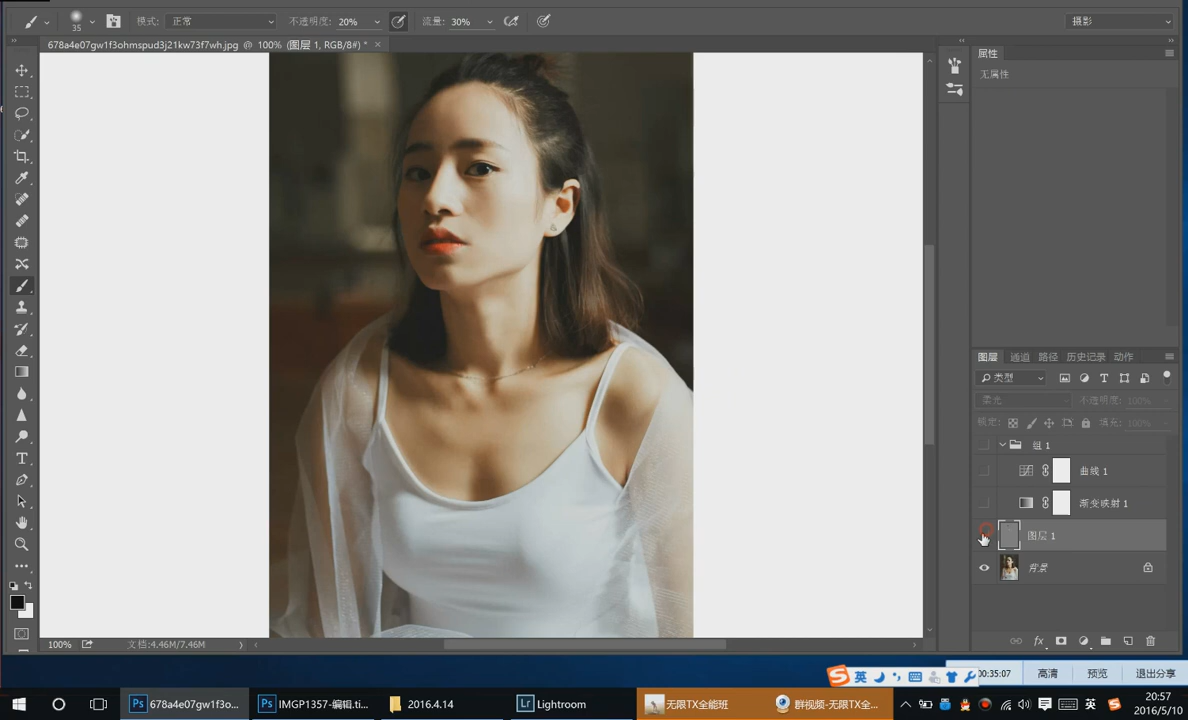 模式: 正常 不透明度: 20% 流量: 30% 摄影
35
678a4e07gw1f3ohmspud3j21kw73f7wh.jpg @ 100% (图层 1, RGB/8#) * ×
属性
无属性
图层 通道 路径 历史记录 动作
类型
柔光 不透明度: 100%
锁定: 填充: 100%
组 1
曲线 1
渐变映射 1
图层 1
背景
100% 文档:4.46M/7.46M
英 00:35:07 高清 预览 退出分享
678a4e07gw1f3o... IMGP1357-编辑.ti... 2016.4.14 Lightroom 无限TX全能班 群视频-无限TX全... 英 20:57
2016/5/10